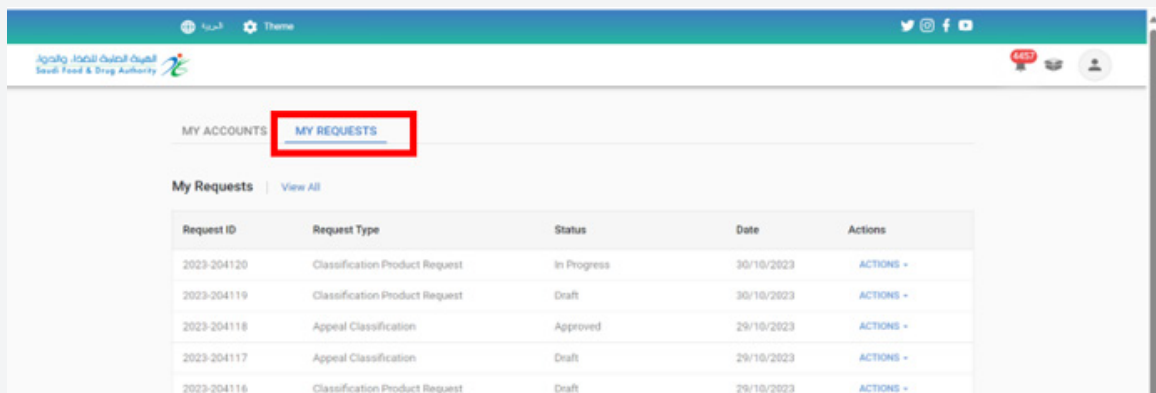 العربية Theme
الهيئة العامة للغذاء والدواء
Saudi Food & Drug Authority
6457
MY ACCOUNTS MY REQUESTS
My Requests | View All
Request ID Request Type Status Date Actions
2023-204120 Classification Product Request In Progress 30/10/2023 ACTIONS
2023-204119 Classification Product Request Draft 30/10/2023 ACTIONS
2023-204118 Appeal Classification Approved 29/10/2023 ACTIONS
2023-204117 Appeal Classification Draft 29/10/2023 ACTIONS
2023-204116 Classification Product Request Draft 29/10/2023 ACTIONS